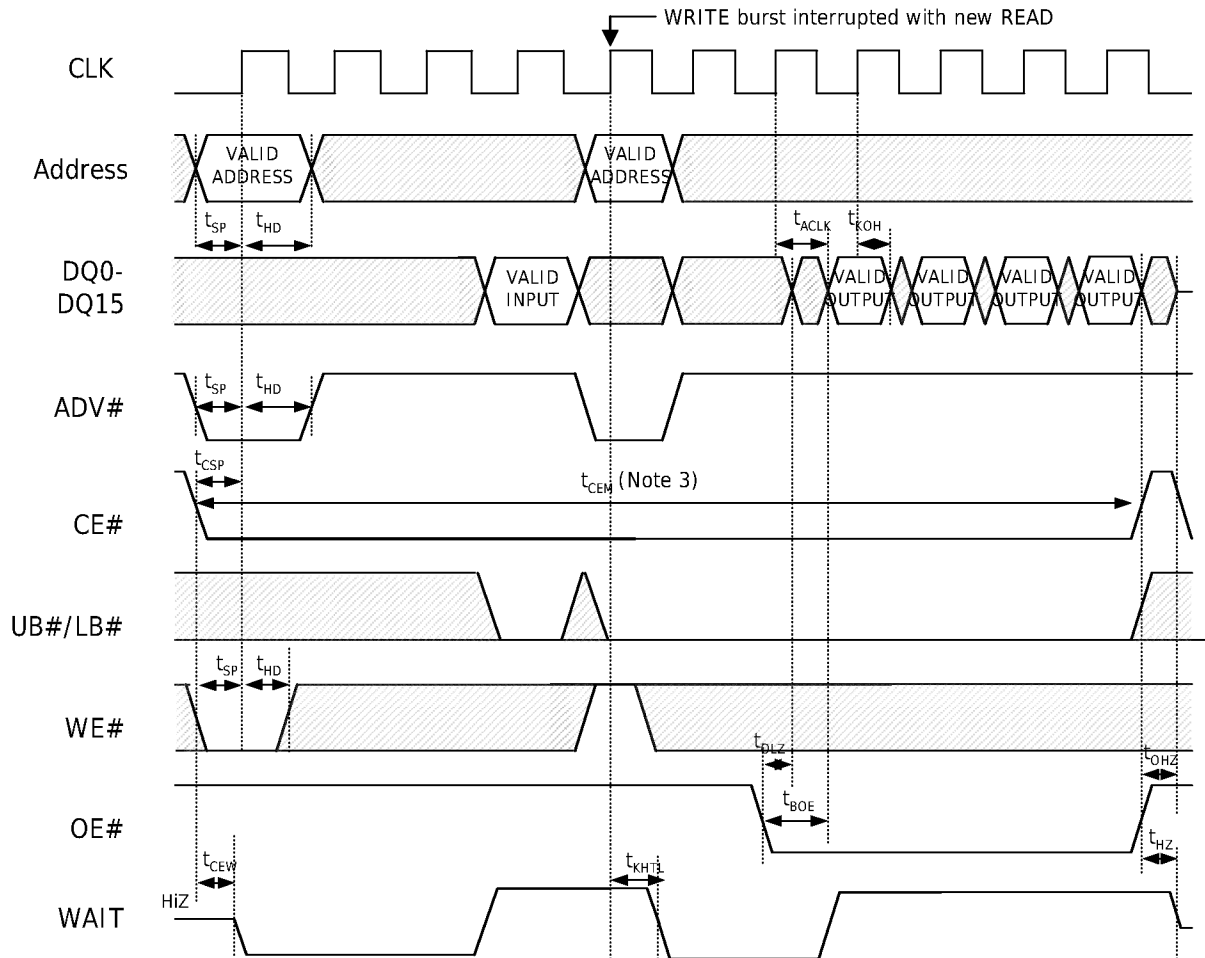 WRITE burst interrupted with new READ
CLK
Address
VALID
ADDRESS
VALID
ADDRESS
tSP
tHD
tACLK
tKOH
DQ0-
DQ15
VALID
INPUT
VALID
OUTPUT
VALID
OUTPUT
VALID
OUTPUT
VALID
OUTPUT
ADV#
tSP
tHD
tCSP
CE#
tCEM (Note 3)
UB#/LB#
tSP
tHD
WE#
tOLZ
tOHZ
OE#
tBOE
tCEW
tKHTL
tHZ
HiZ
WAIT